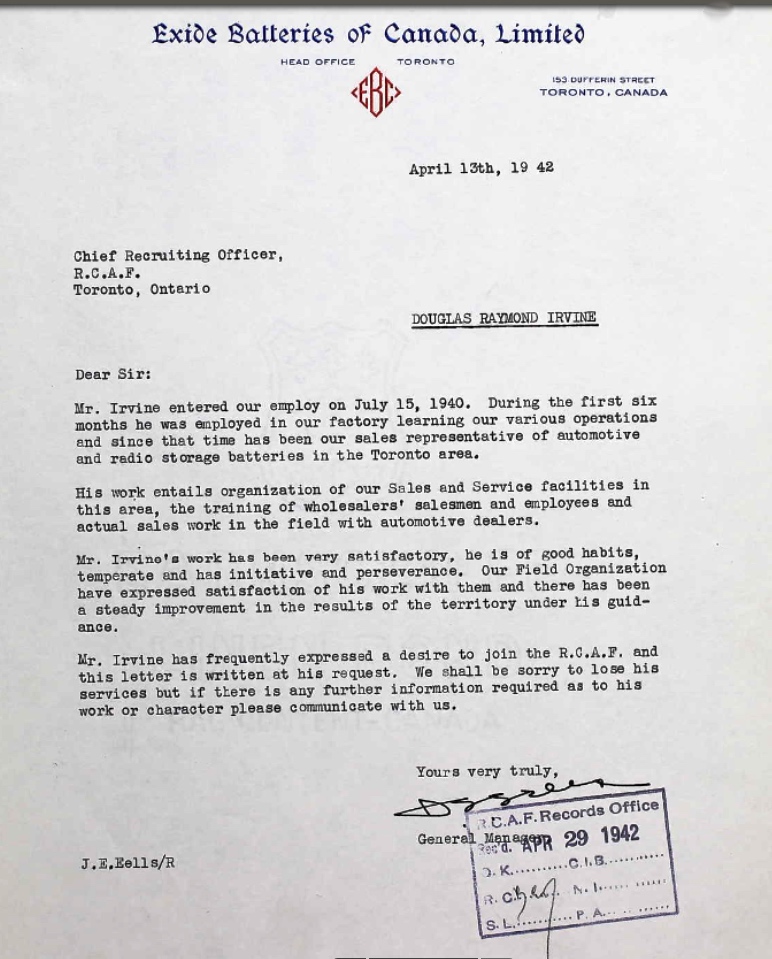 Exide Batteries of Canada, Limited
HEAD OFFICE TORONTO
EBC
153 DUFFERIN STREET
TORONTO, CANADA
April 13th, 19 42
Chief Recruiting Officer,
R.C.A.F.
Toronto, Ontario
DOUGLAS RAYMOND IRVINE
Dear Sir:
Mr. Irvine entered our employ on July 15, 1940. During the first six
months he was employed in our factory learning our various operations
and since that time has been our sales representative of automotive
and radio storage batteries in the Toronto area.
His work entails organization of our Sales and Service facilities in
this area, the training of wholesalers' salesmen and employees and
actual sales work in the field with automotive dealers.
Mr. Irvine's work has been very satisfactory, he is of good habits,
temperate and has initiative and perseverance. Our Field Organization
have expressed satisfaction of his work with them and there has been
a steady improvement in the results of the territory under his guid-
ance.
Mr. Irvine has frequently expressed a desire to join the R.C.A.F. and
this letter is written at his request. We shall be sorry to lose his
services but if there is any further information required as to his
work or character please communicate with us.
Yours very truly,
General Manager
J.E.Eells/R
R.C.A.F. Records Office
Rec'd. APR 29 1942
D.K............C.I.B...............
R.C. N.I.............
S.L............P.A.............